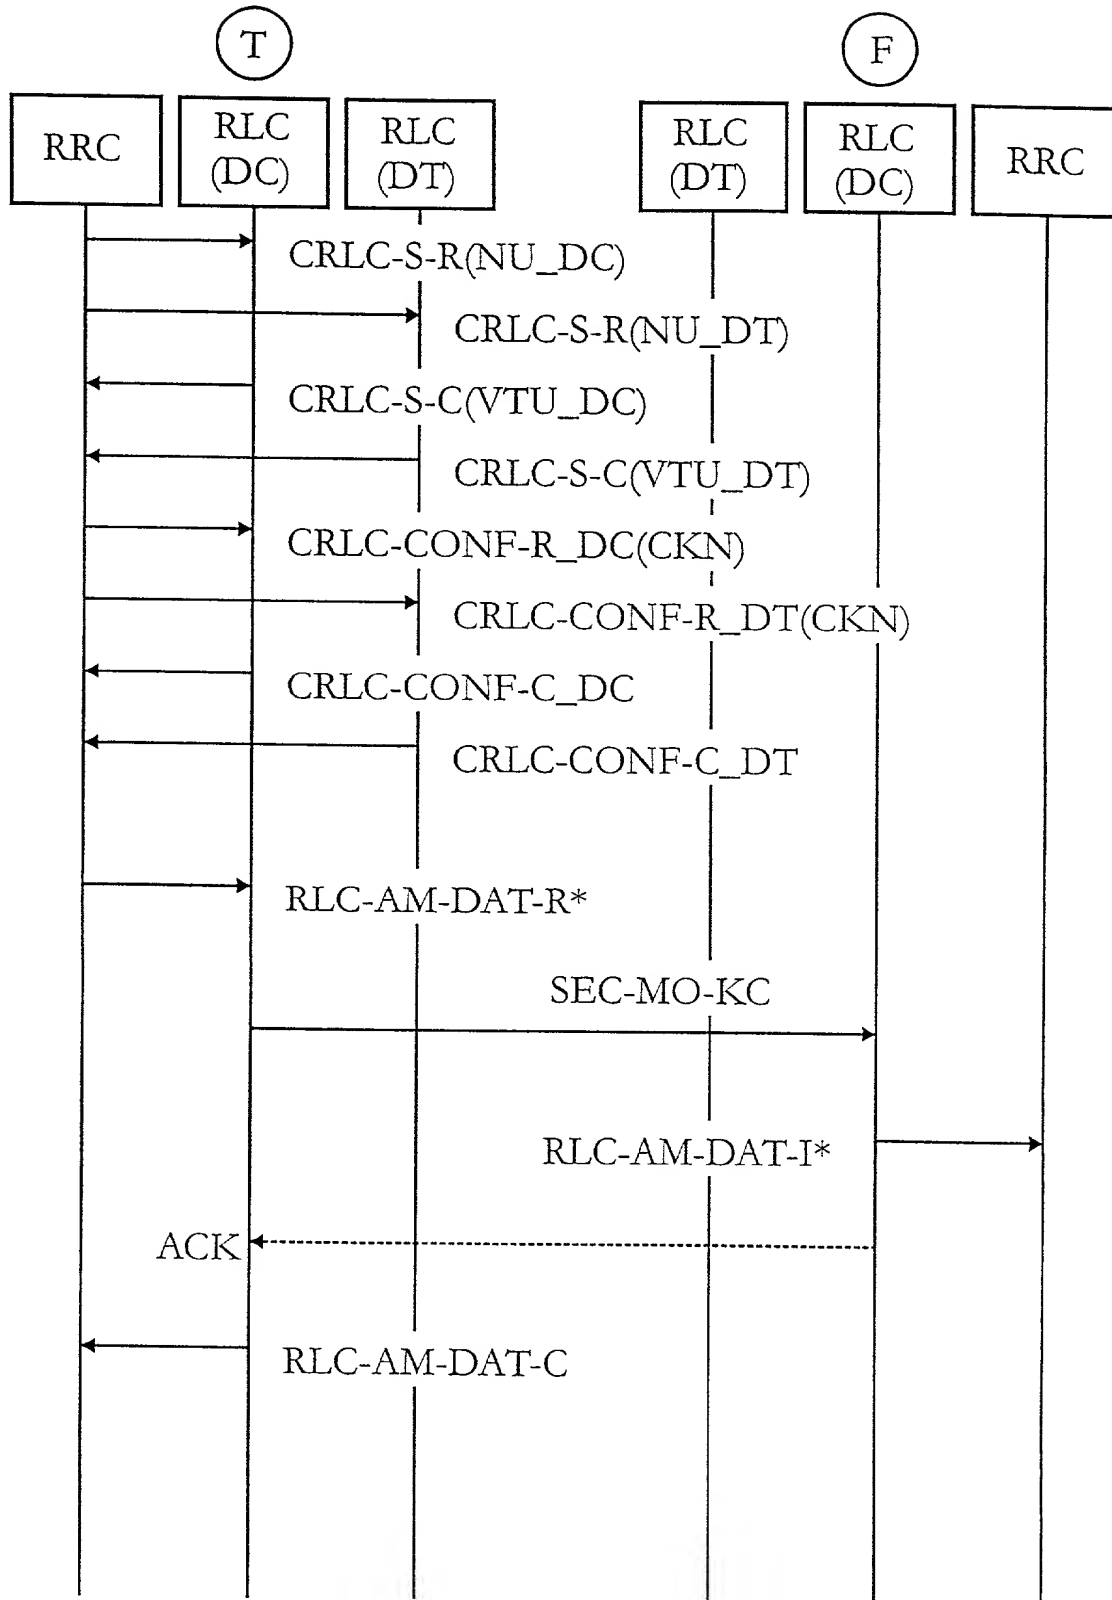 T
F
RRC
RLC
(DC)
RLC
(DT)
RLC
(DT)
RLC
(DC)
RRC
CRLC-S-R(NU_DC)
CRLC-S-R(NU_DT)
CRLC-S-C(VTU_DC)
CRLC-S-C(VTU_DT)
CRLC-CONF-R_DC(CKN)
CRLC-CONF-R_DT(CKN)
CRLC-CONF-C_DC
CRLC-CONF-C_DT
RLC-AM-DAT-R*
SEC-MO-KC
RLC-AM-DAT-I*
ACK
RLC-AM-DAT-C